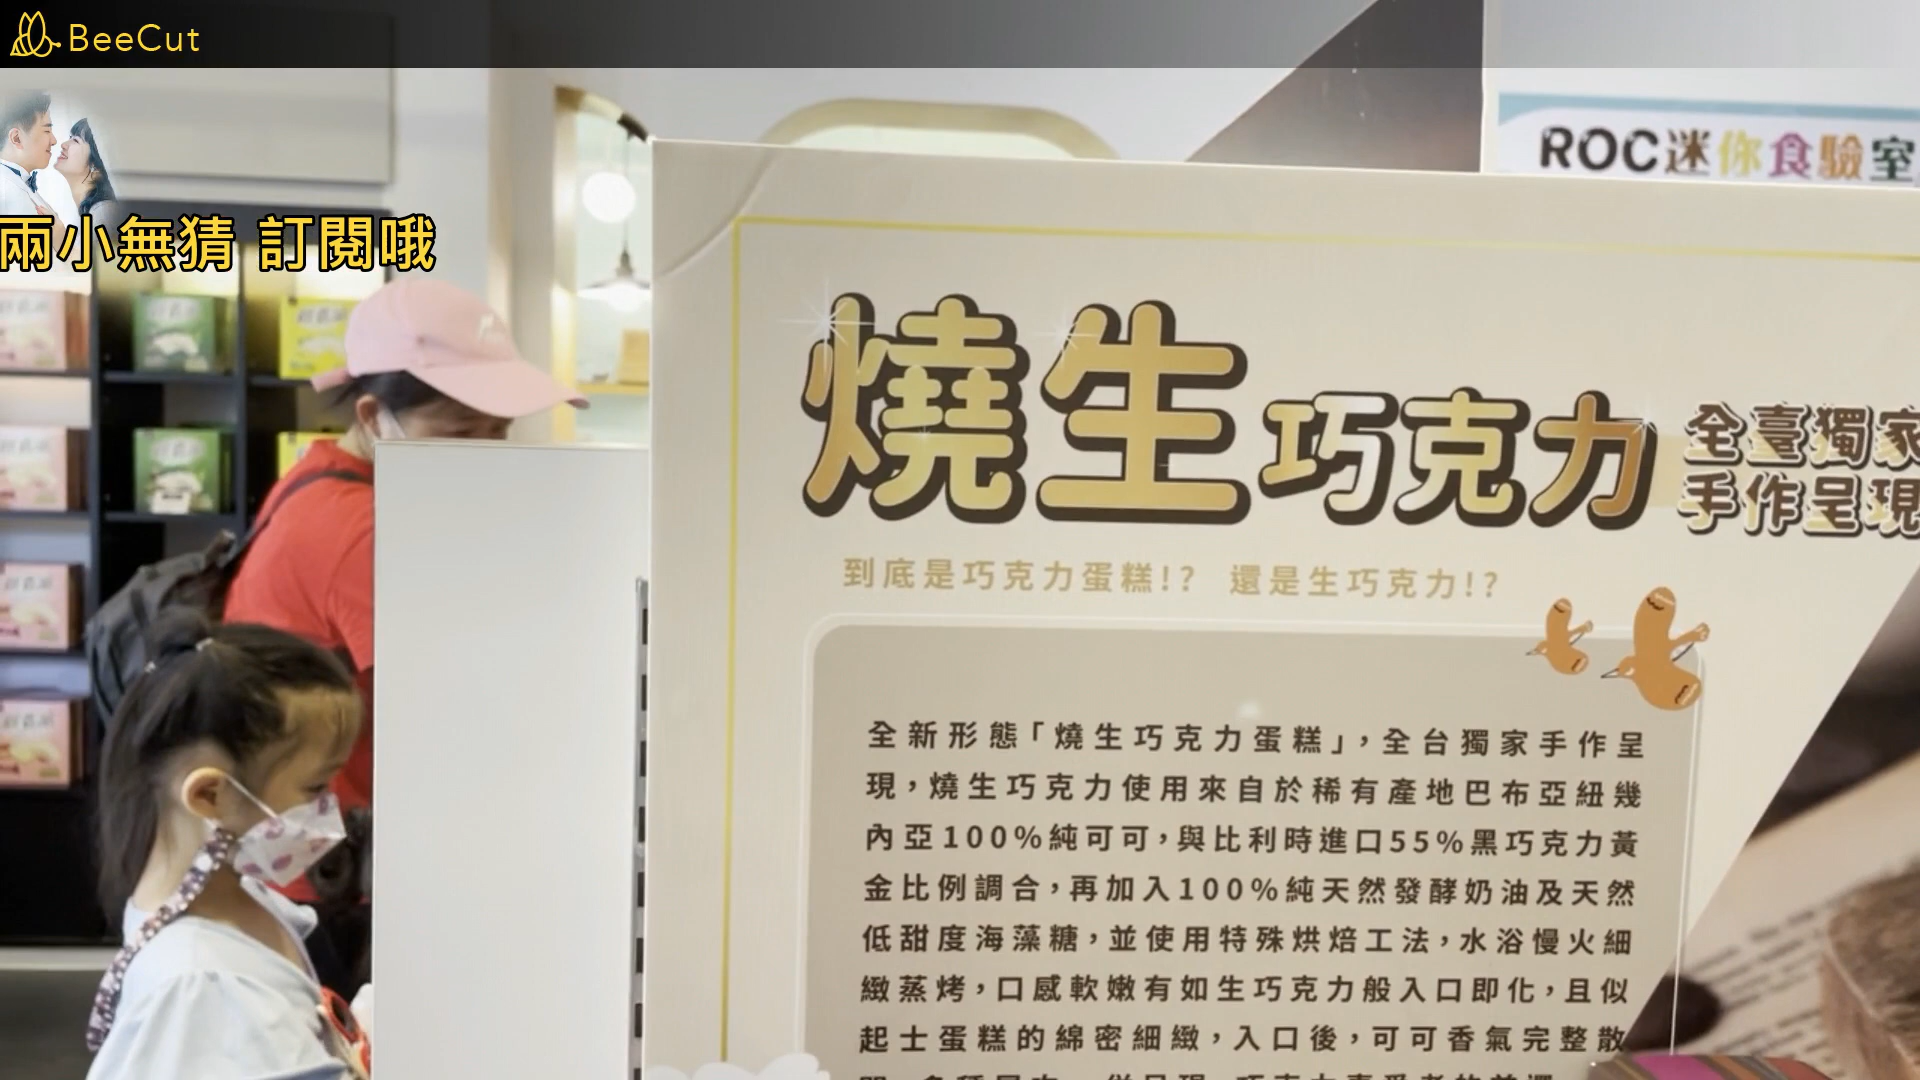 BeeCut
ROC迷你食驗室
兩小無猜 訂閱哦
燒生巧克力
全臺獨家
手作呈現
到底是巧克力蛋糕!? 還是生巧克力!?
全新形態「燒生巧克力蛋糕」,全台獨家手作呈
現,燒生巧克力使用來自於稀有產地巴布亞紐幾
內亞100%純可可,與比利時進口55%黑巧克力黃
金比例調合,再加入100%純天然發酵奶油及天然
低甜度海藻糖,並使用特殊烘焙工法,水浴慢火細
緻蒸烤,口感軟嫩有如生巧克力般入口即化,且似
起士蛋糕的綿密細緻,入口後,可可香氣完整散